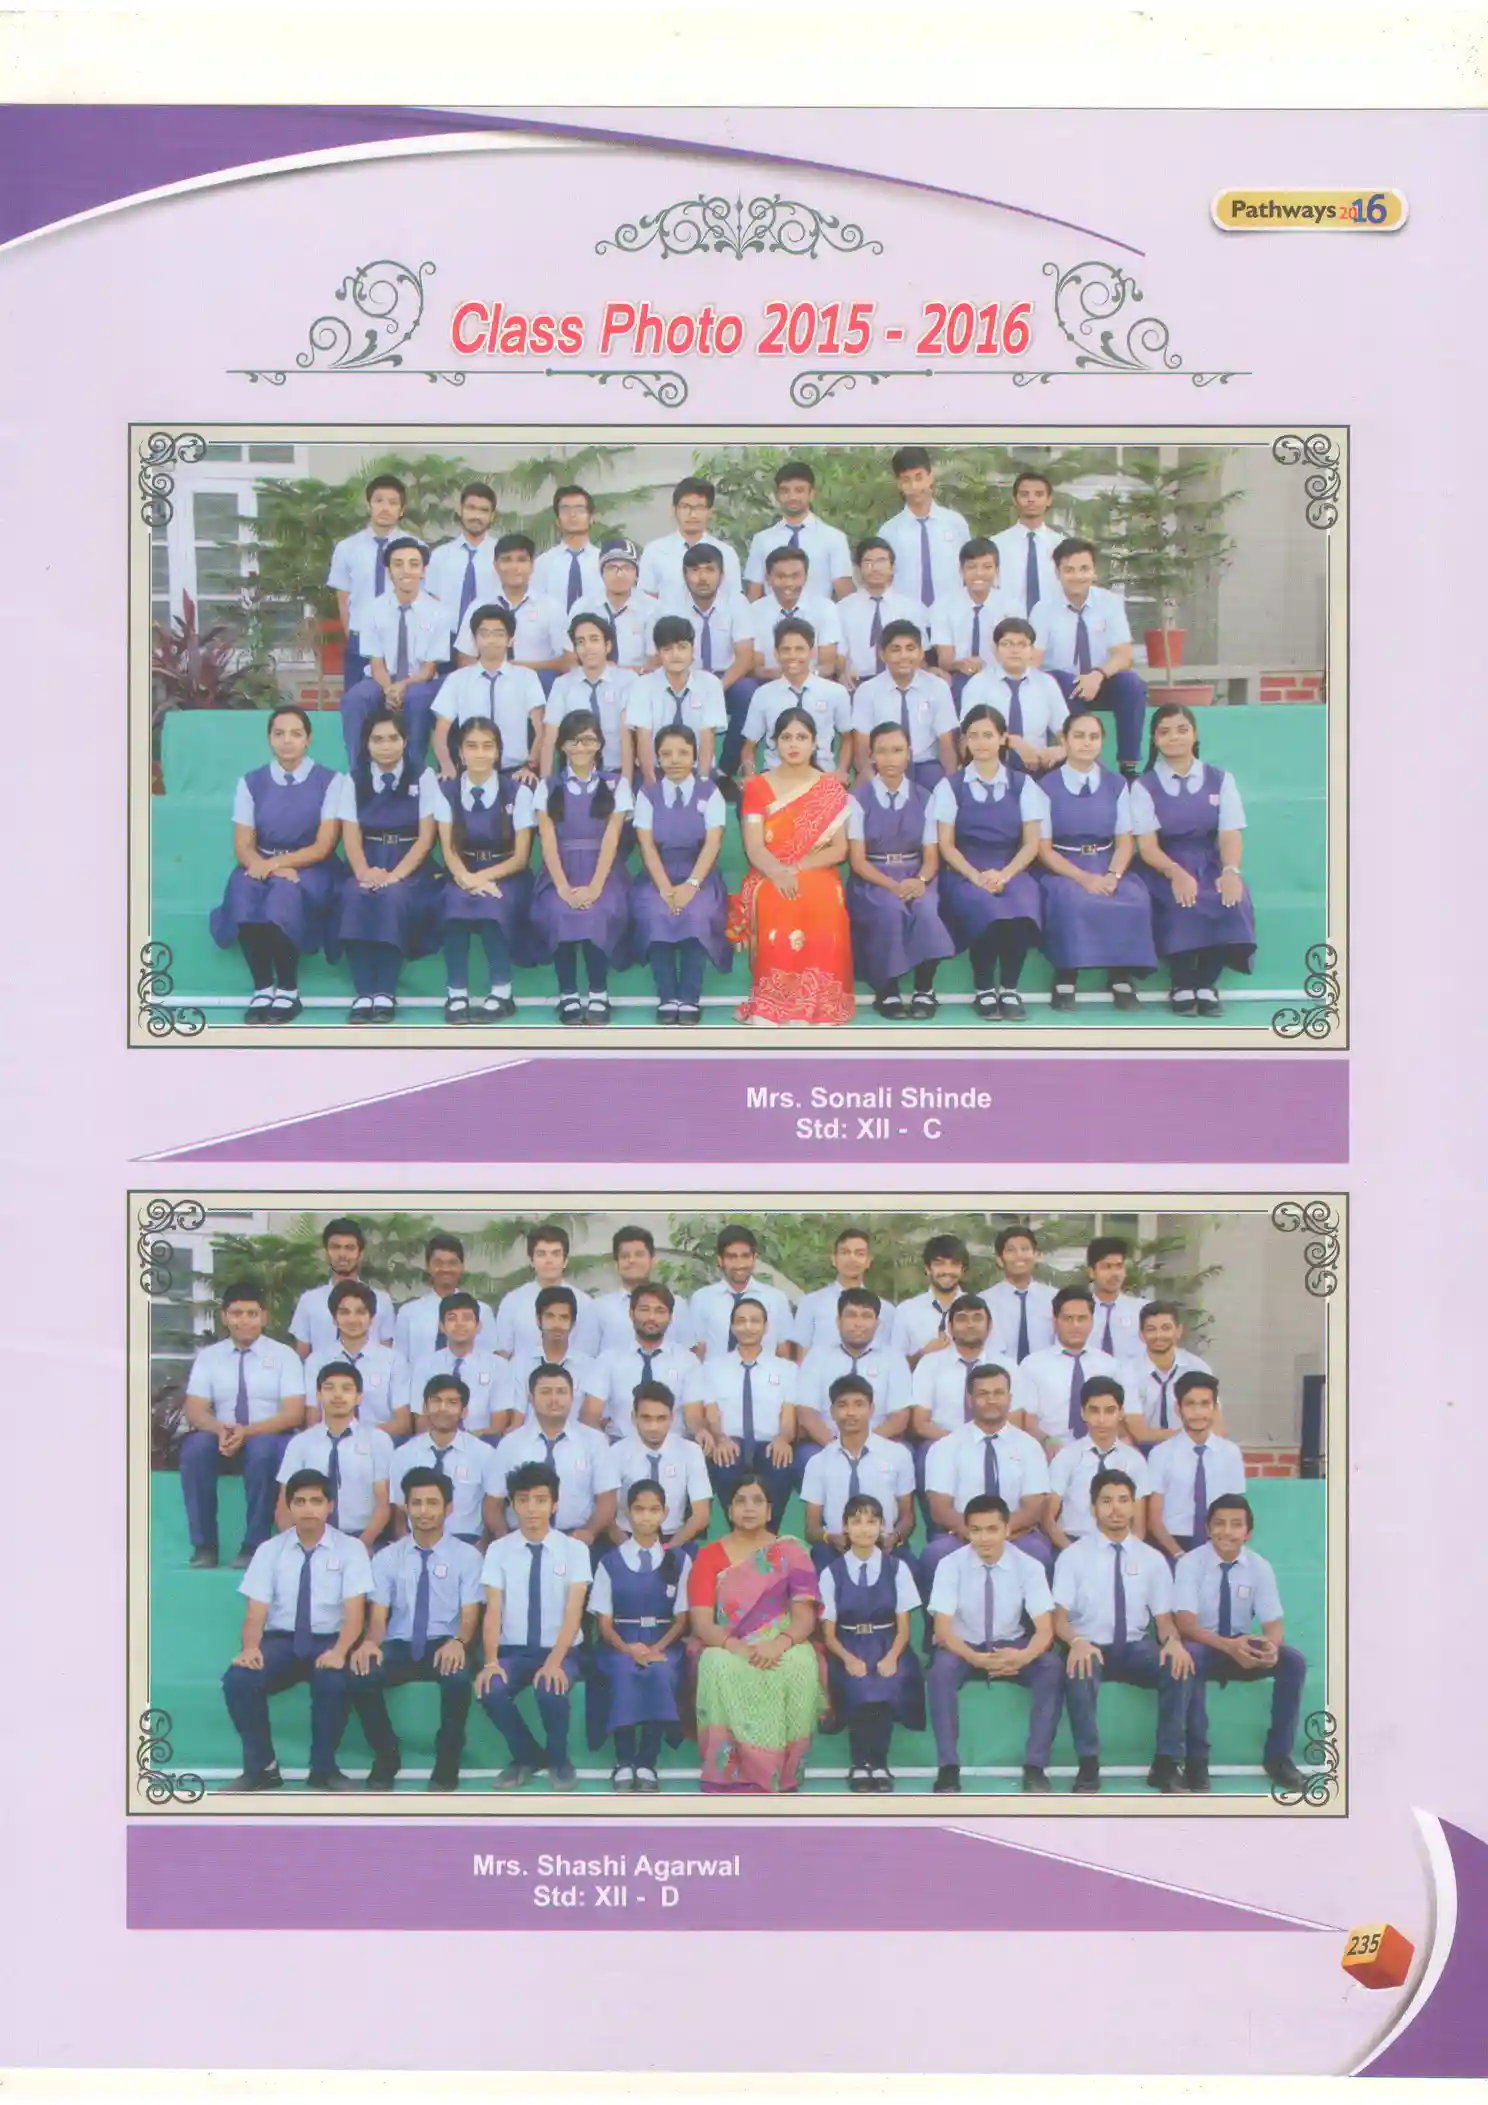 Pathways 2016
Class Photo 2015 - 2016
Mrs. Sonali Shinde
Std: XII - C
Mrs. Shashi Agarwal
Std: XII - D
235